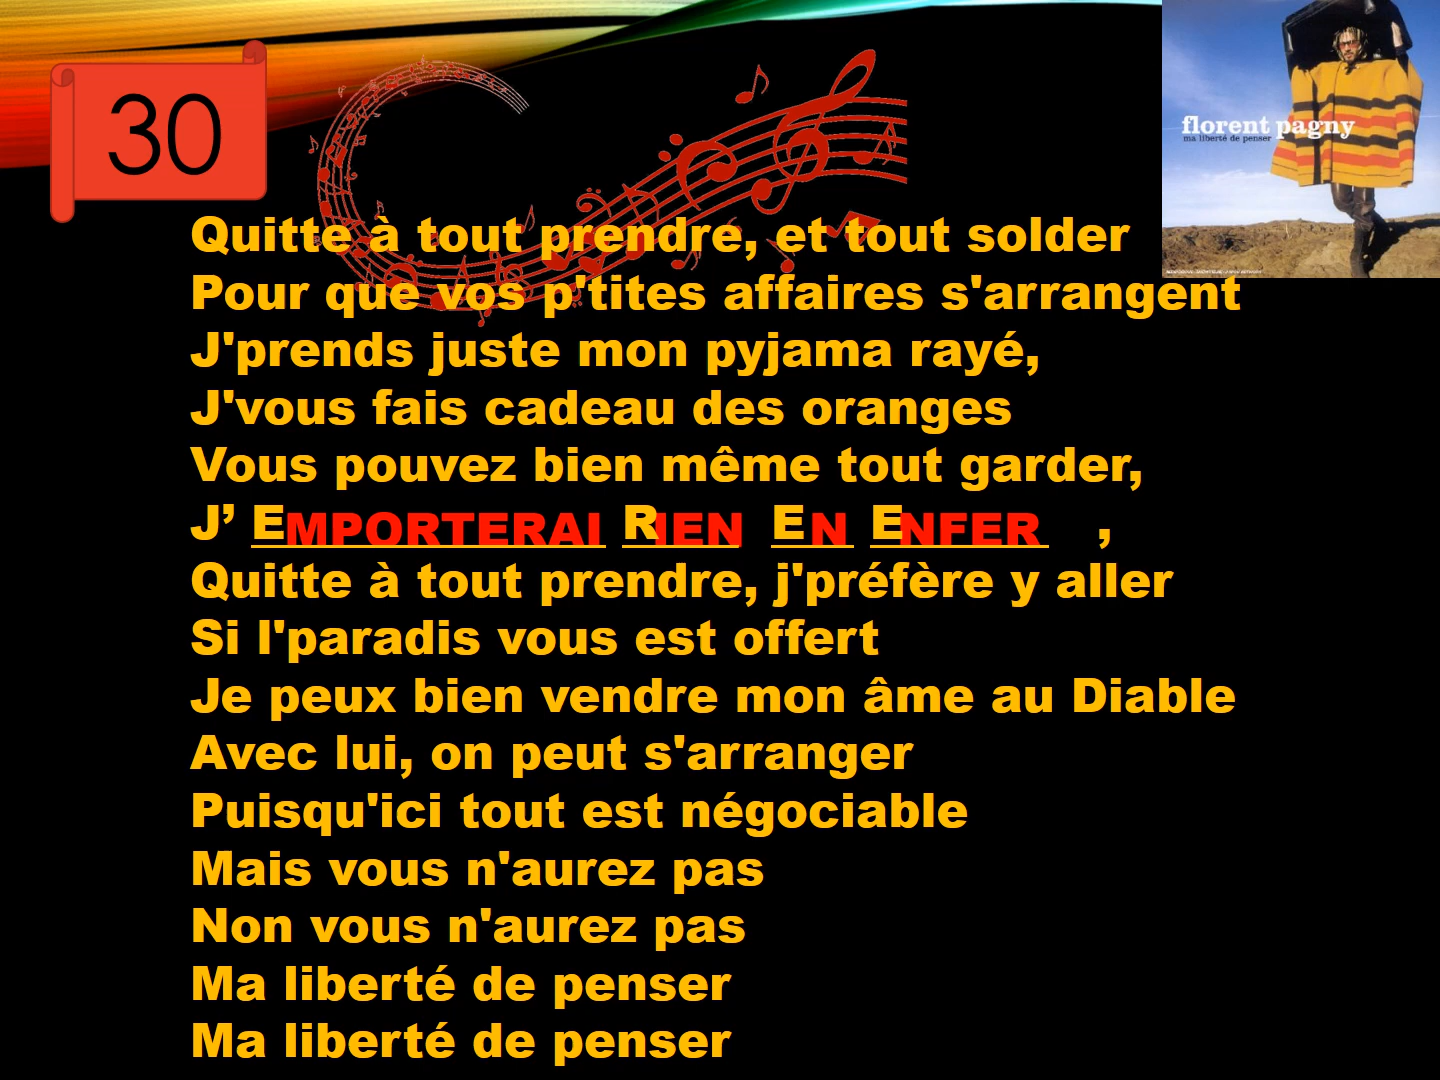 30
florent pagny
ma liberté de penser
Quitte à tout prendre, et tout solder
Pour que vos p'tites affaires s'arrangent
J'prends juste mon pyjama rayé,
J'vous fais cadeau des oranges
Vous pouvez bien même tout garder,
J’ EMPORTERAI RIEN EN ENFER ,
Quitte à tout prendre, j'préfère y aller
Si l'paradis vous est offert
Je peux bien vendre mon âme au Diable
Avec lui, on peut s'arranger
Puisqu'ici tout est négociable
Mais vous n'aurez pas
Non vous n'aurez pas
Ma liberté de penser
Ma liberté de penser